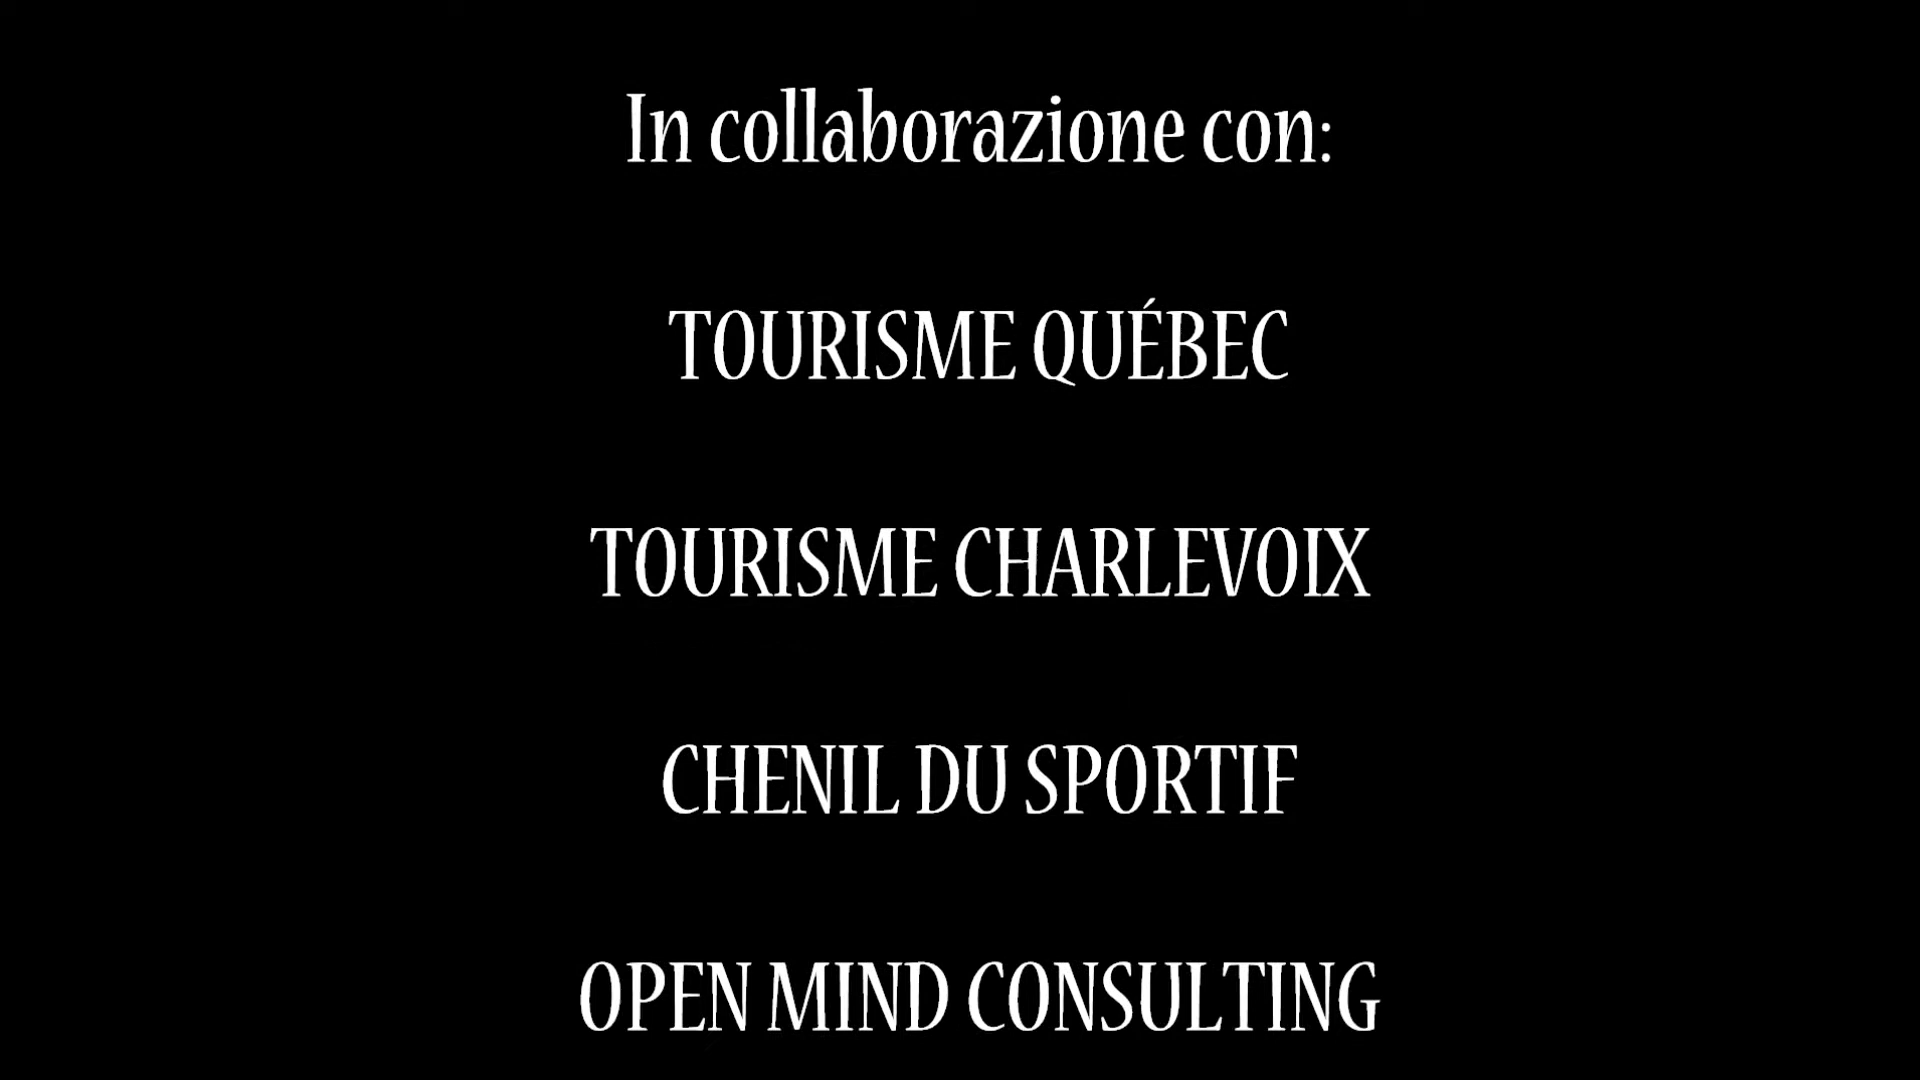 In collaborazione con:
TOURISME QUÉBEC
TOURISME CHARLEVOIX
CHENIL DU SPORTIF
OPEN MIND CONSULTING